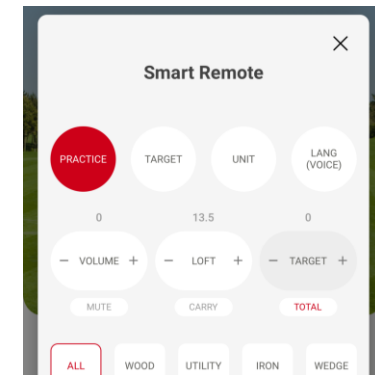 Smart Remote
PRACTICE TARGET UNIT LANG
(VOICE)
0 13.5 0
− VOLUME + − LOFT + − TARGET +
MUTE CARRY TOTAL
ALL WOOD UTILITY IRON WEDGE